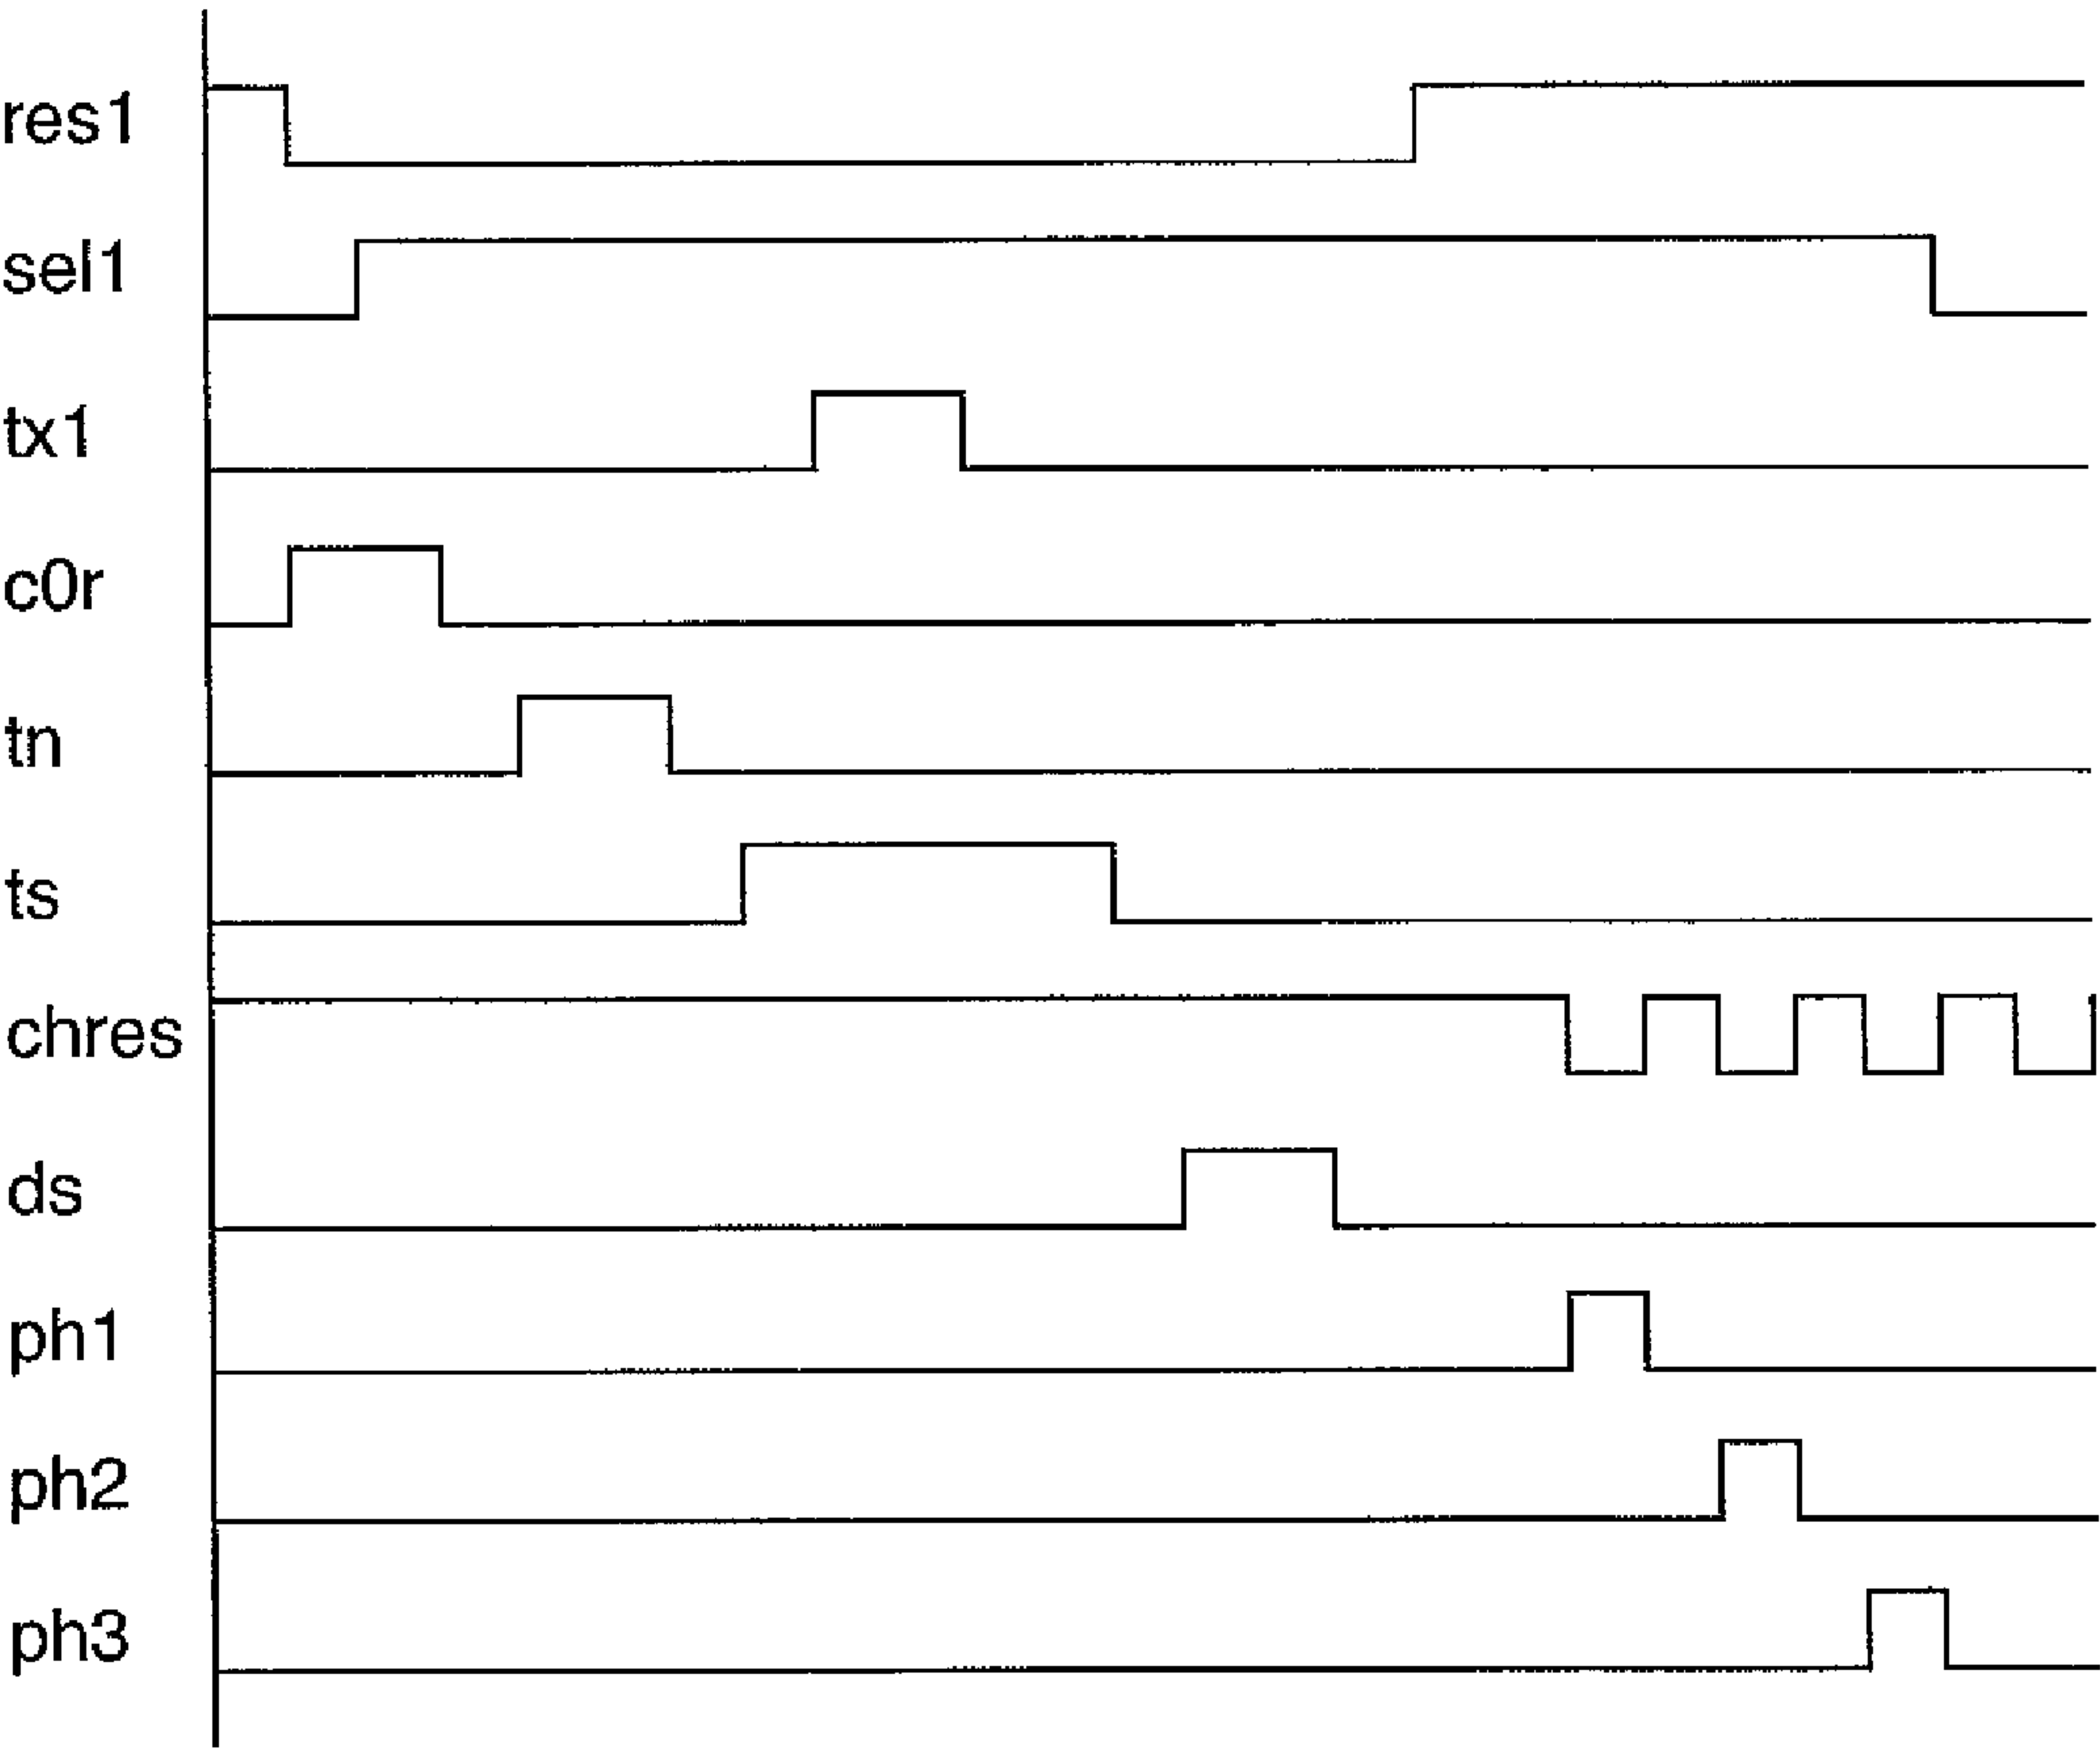 res1
sel1
tx1
c0r
tn
ts
chres
ds
ph1
ph2
ph3